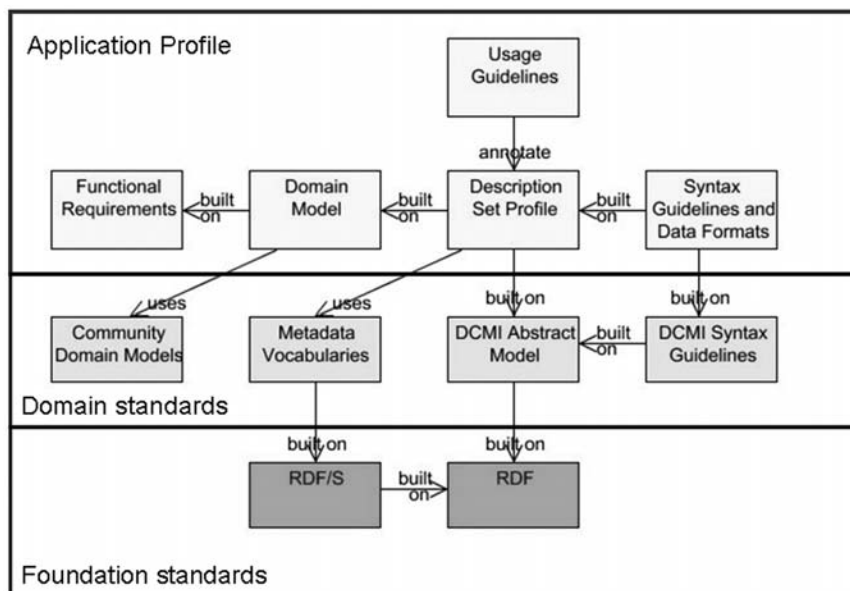 Application Profile
Usage
Guidelines
annotate
Functional
Requirements
built
on
Domain
Model
built
on
Description
Set Profile
built
on
Syntax
Guidelines and
Data Formats
uses
uses
built on
built on
Community
Domain Models
Metadata
Vocabularies
DCMI Abstract
Model
built
on
DCMI Syntax
Guidelines
Domain standards
built on
built on
RDF/S
built
on
RDF
Foundation standards